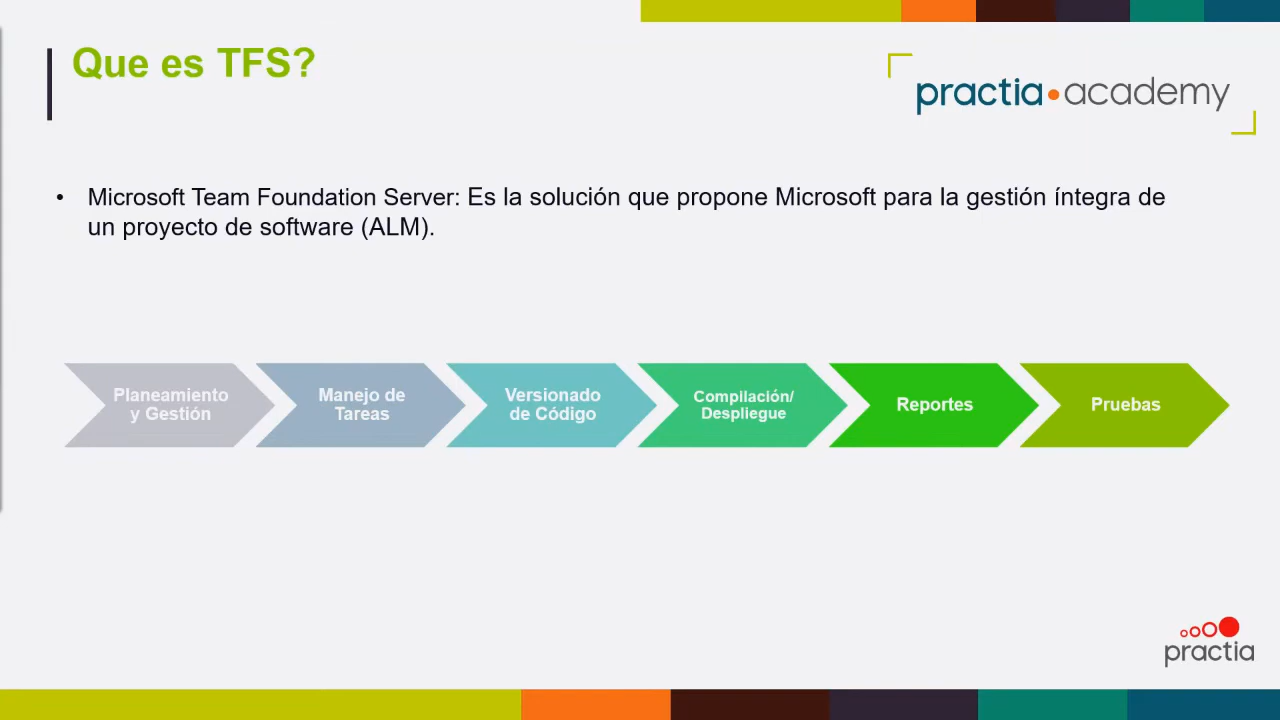 Que es TFS?
practia academy
• Microsoft Team Foundation Server: Es la solución que propone Microsoft para la gestión íntegra de
un proyecto de software (ALM).
Planeamiento
y Gestión
Manejo de
Tareas
Versionado
de Código
Compilación/
Despliegue
Reportes
Pruebas
practia